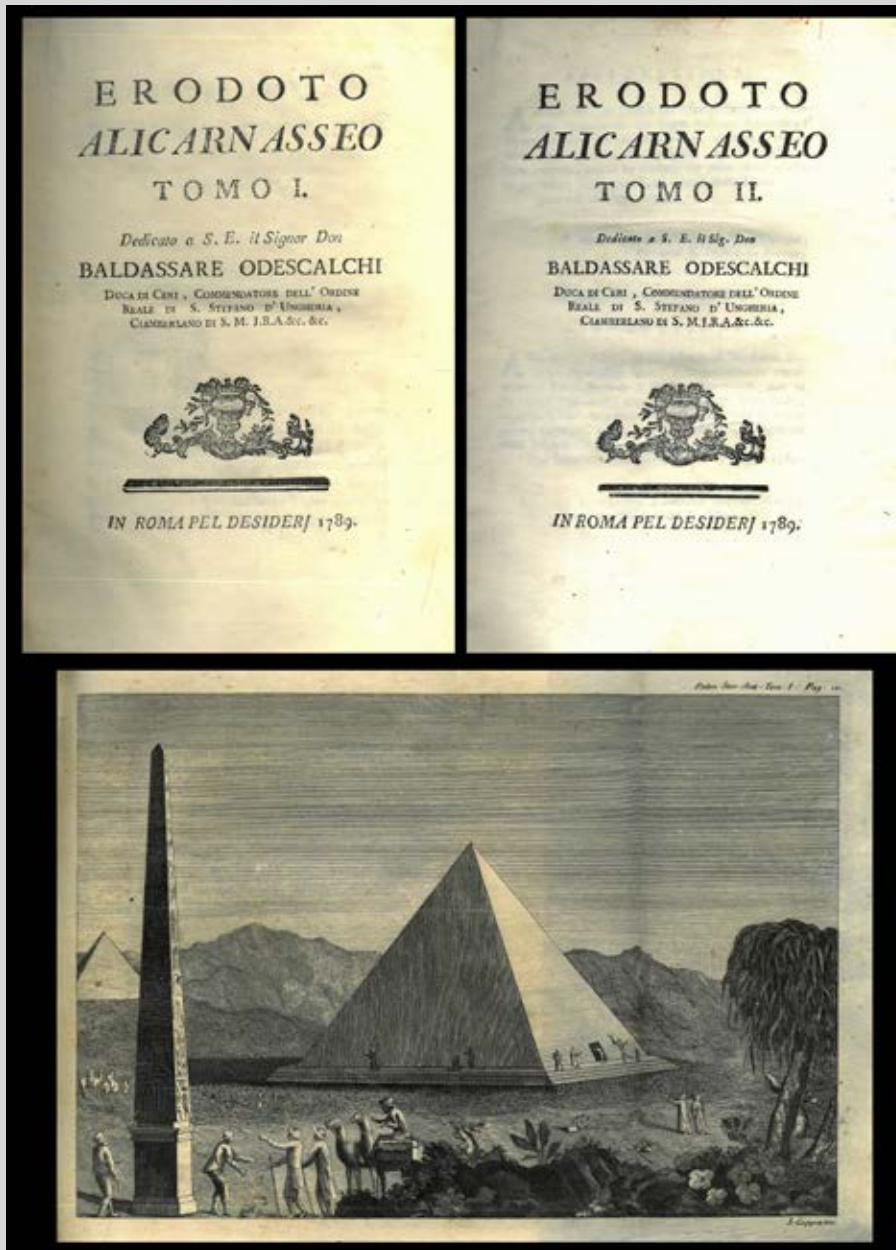 ERODOTO
ALICARNASSEO
TOMO I.
Dedicato a S. E. il Signor Don
BALDASSARE ODESCALCHI
DUCA DI CERI , COMMENDATORE DELL' ORDINE
REALE DI S. STEFANO D' UNGHERIA ,
CIAMBERLANO DI S. M. I.R.A.&c. &c.
IN ROMA PEL DESIDERJ 1789.
ERODOTO
ALICARNASSEO
TOMO II.
Dedicato a S. E. il Sig. Don
BALDASSARE ODESCALCHI
DUCA DI CERI , COMMENDATORE DELL' ORDINE
REALE DI S. STEFANO D' UNGHERIA ,
CIAMBERLANO DI S. M. I.R.A.&c. &c.
IN ROMA PEL DESIDERJ 1789.
Tom. I. Pag.